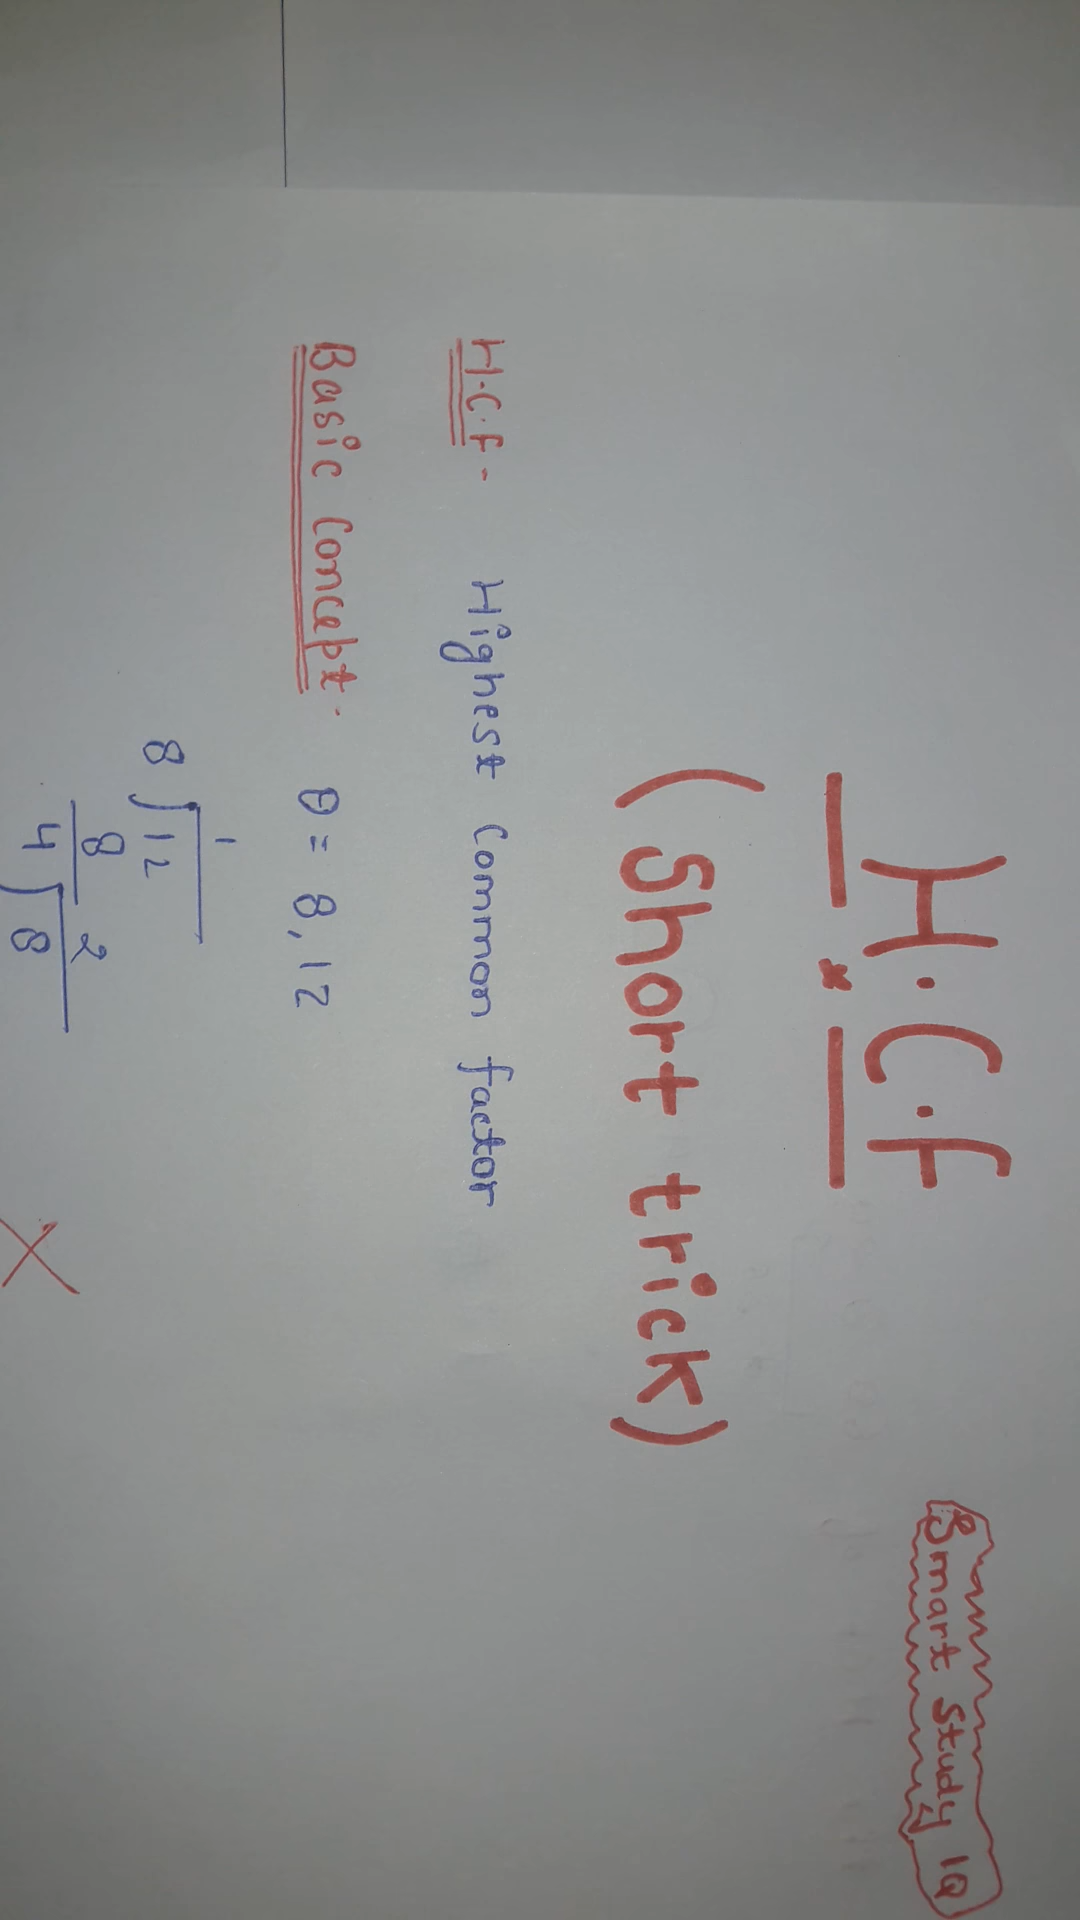 H.C.F
Smart Study IQ
(Short trick)
H.C.F - Highest Common factor
Basic Concept - θ = 8, 12
1
8) 12
8 2
4) 8